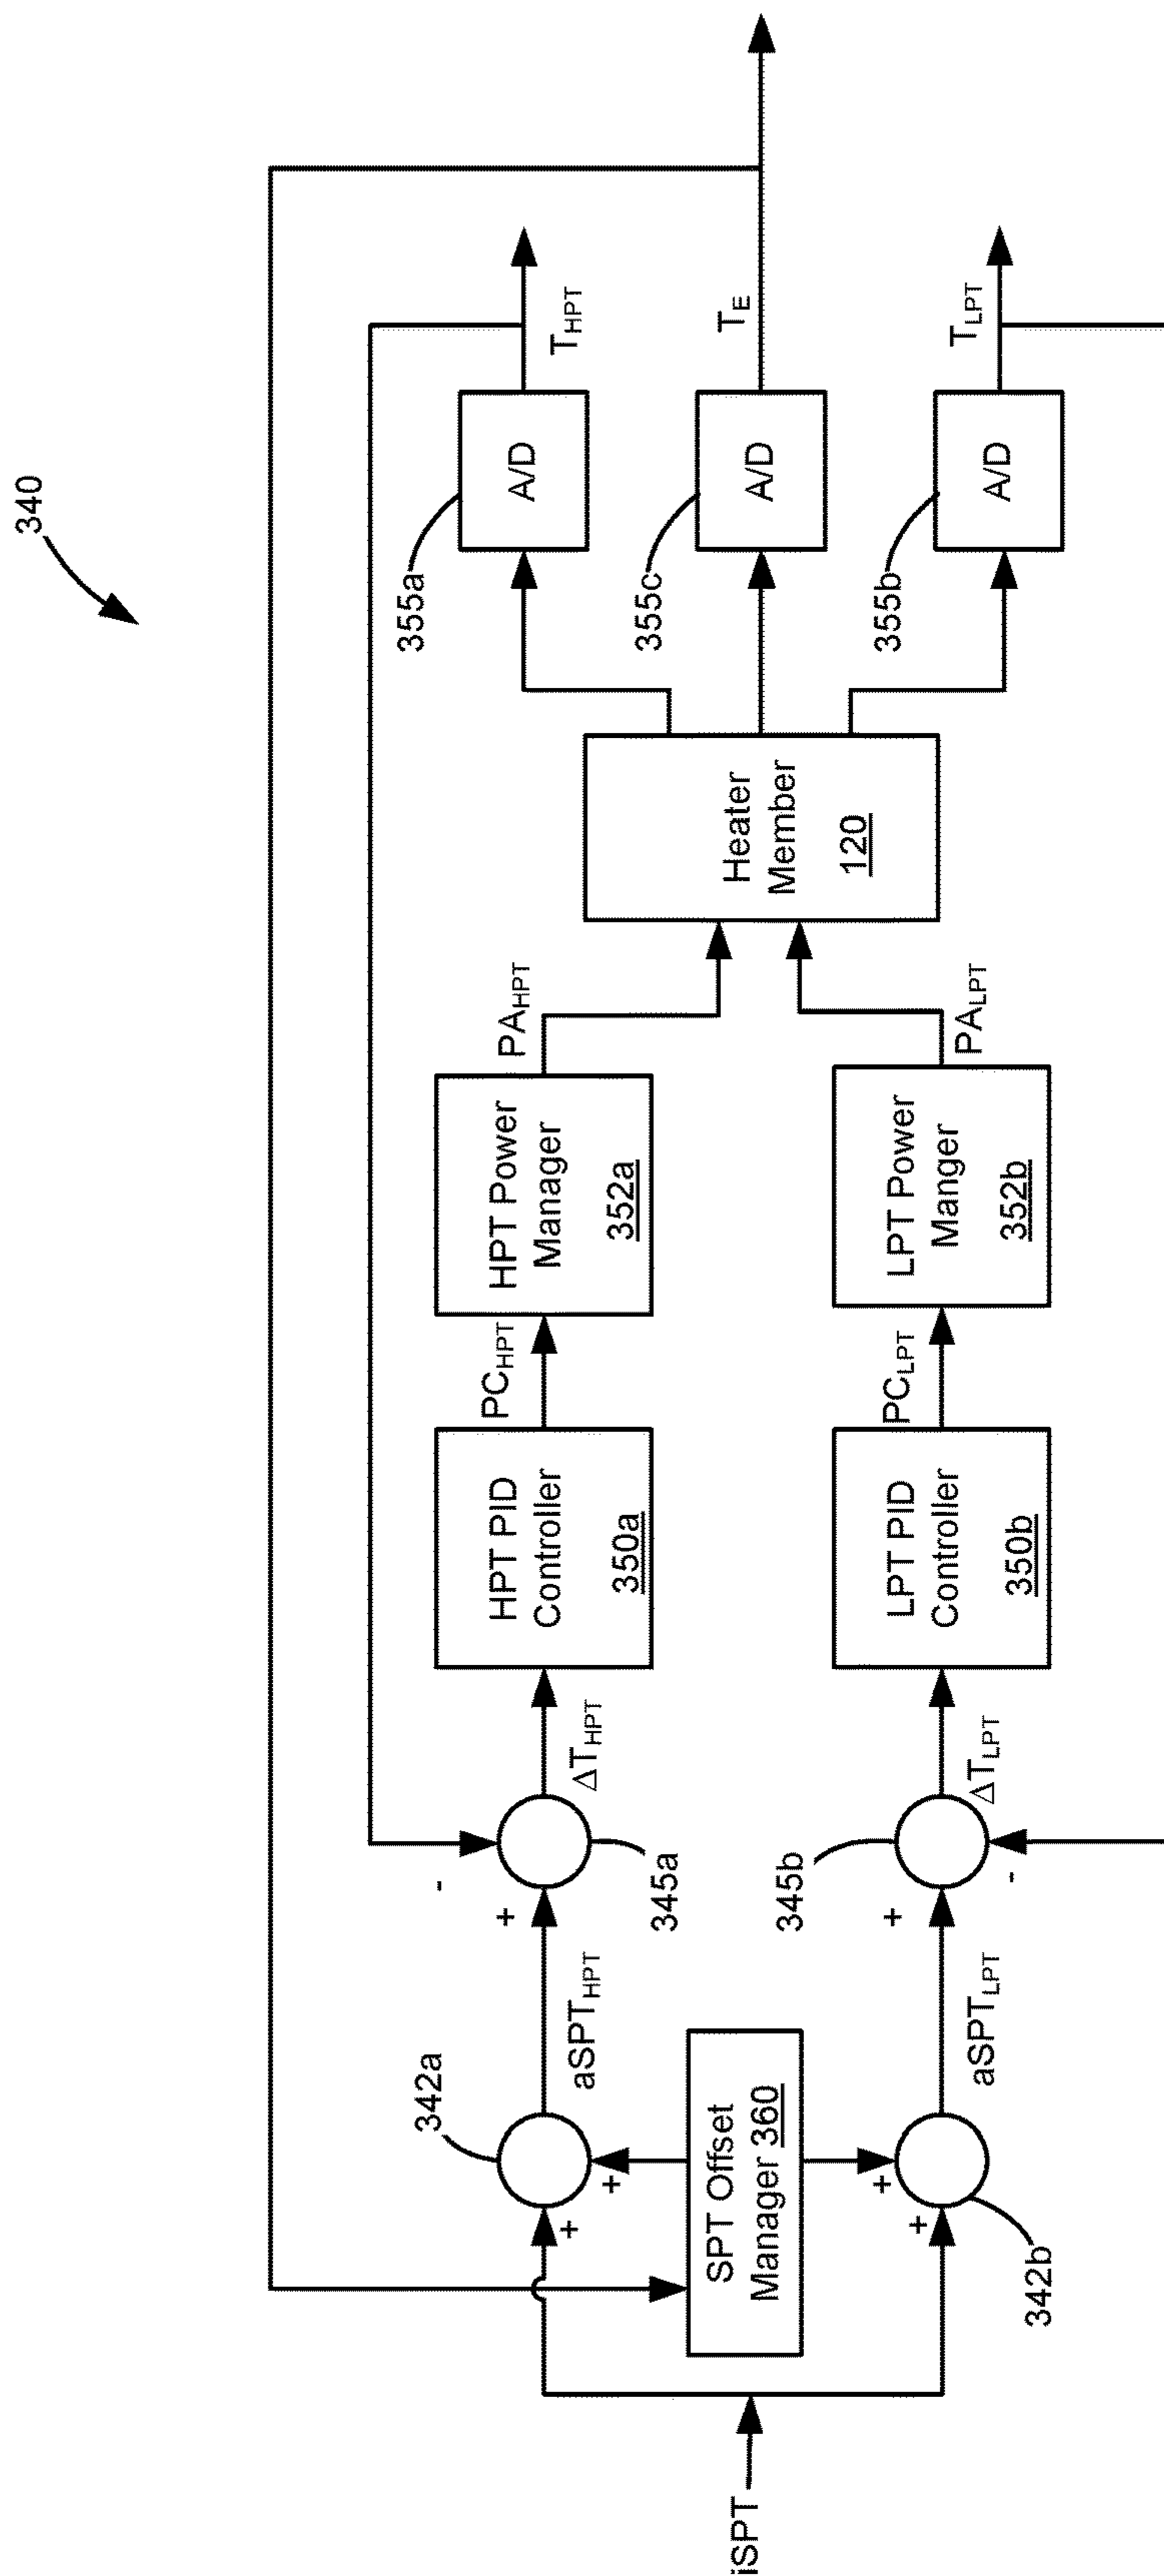 340
355a
A/D
T_HPT
355c
A/D
T_E
355b
A/D
T_LPT
Heater
Member
120
PA_HPT
PA_LPT
HPT Power
Manager
352a
LPT Power
Manger
352b
PC_HPT
PC_LPT
HPT PID
Controller
350a
LPT PID
Controller
350b
ΔT_HPT
ΔT_LPT
345a
345b
-
+
+
-
aSPT_HPT
aSPT_LPT
342a
SPT Offset
Manager 360
+
+
+
+
342b
iSPT